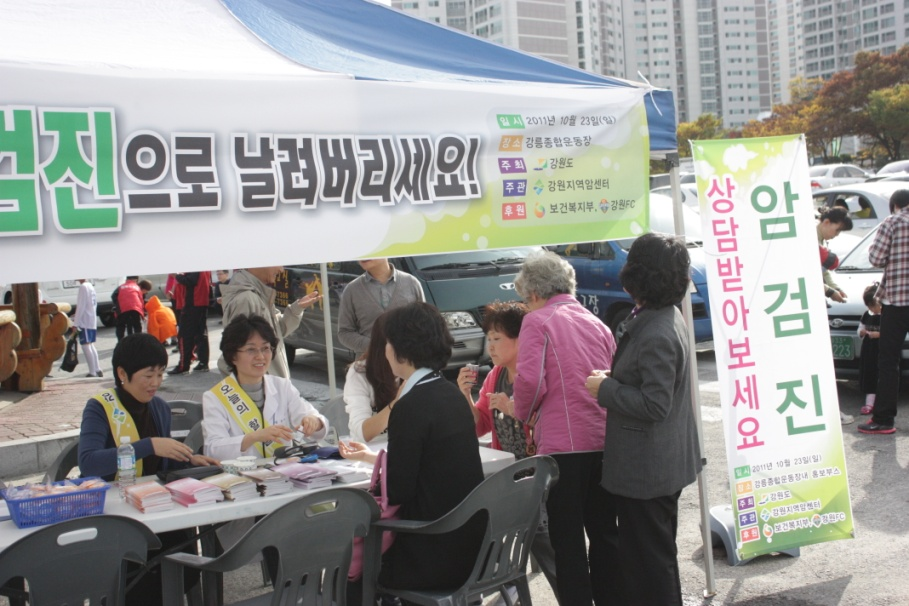 검진으로 날려버리세요!
일시 2011년 10월 23일(일)
장소 강릉종합운동장
주최 강원도
주관 강원지역암센터
후원 보건복지부, 강원FC
오늘의
암검진
상담받아보세요
일시 2011년 10월 23일(일)
장소 강릉종합운동장내 홍보부스
주최 강원도
주관 강원지역암센터
후원 보건복지부, 강원FC